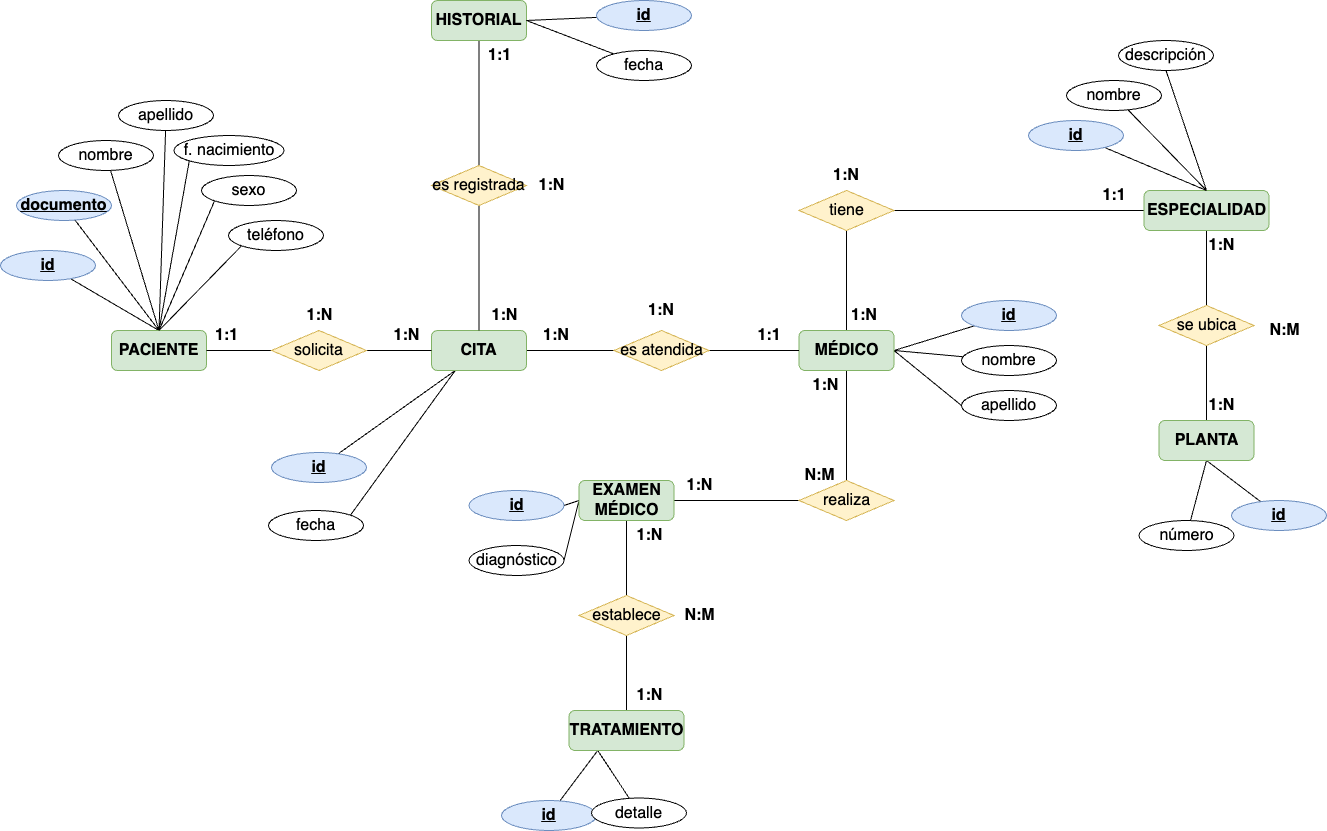 HISTORIAL
id
1:1
fecha
descripción
nombre
id
apellido
nombre
f. nacimiento
sexo
documento
teléfono
id
es registrada
1:N
1:N
tiene
1:1
ESPECIALIDAD
1:N
1:N
se ubica
N:M
1:N
PLANTA
número
id
PACIENTE
1:1
1:N
solicita
1:N
1:N
CITA
1:N
1:N
es atendida
1:1
1:N
MÉDICO
1:N
id
nombre
apellido
id
fecha
N:M
realiza
1:N
EXAMEN
MÉDICO
id
diagnóstico
1:N
establece
N:M
1:N
TRATAMIENTO
id
detalle